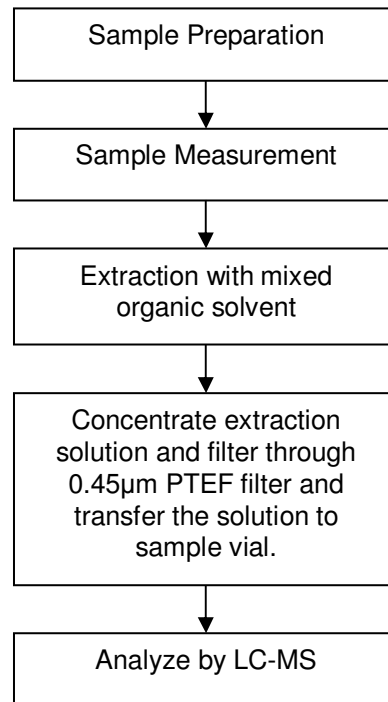 Sample Preparation
Sample Measurement
Extraction with mixed
organic solvent
Concentrate extraction
solution and filter through
0.45µm PTEF filter and
transfer the solution to
sample vial.
Analyze by LC-MS